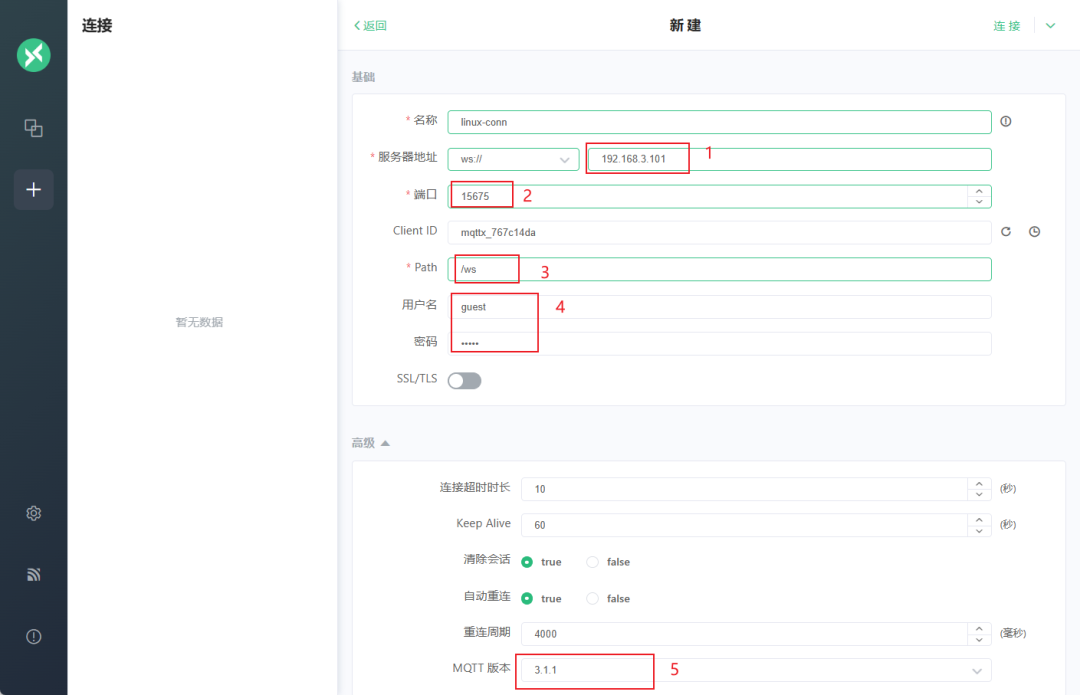 连接
返回
新建
连接
基础
* 名称 linux-conn
* 服务器地址 ws:// 192.168.3.101 1
* 端口 15675 2
Client ID mqttx_767c14da
* Path /ws 3
用户名 guest 4
密码 •••••
SSL/TLS
暂无数据
高级
连接超时时长 10 (秒)
Keep Alive 60 (秒)
清除会话 true false
自动重连 true false
重连周期 4000 (毫秒)
MQTT 版本 3.1.1 5